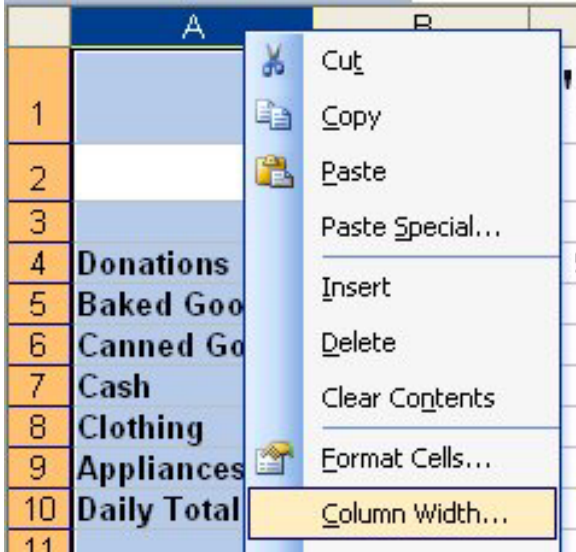 A B
Cut
1 Copy
2 Paste
3 Paste Special...
4 Donations
Insert
5 Baked Goo
6 Canned Go Delete
7 Cash
Clear Contents
8 Clothing
9 Appliances Format Cells...
10 Daily Total Column Width...
11